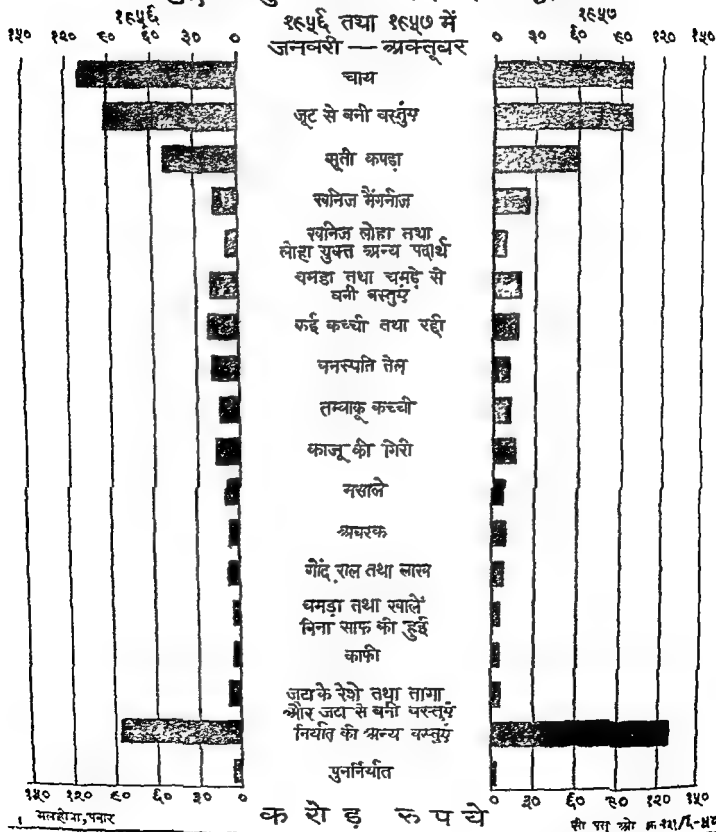 १९५६ १९५६ तथा १९५७ में १९५७
१५० १२० ९० ६० ३० ० जनवरी — अक्तूबर ० ३० ६० ९० १२० १५०
चाय
जूट से बनी वस्तुएं
सूती कपड़ा
खनिज मैंगनीज
खनिज लोहा तथा
लोहा युक्त अन्य पदार्थ
चमडा तथा चमड़े से
बनी वस्तुएं
रुई कच्ची तथा रद्दी
वनस्पति तेल
तम्बाकू कच्ची
काजू की गिरी
मसाले
अबरक
गोंद, राल तथा लाख
चमड़ा तथा खालें
बिना साफ की हुई
काफी
जटा के रेशे तथा तागा
और जटा से बनी वस्तुएं
निर्यात की अन्य वस्तुएं
पुनर्निर्यात
१५० १२० ९० ६० ३० ० ० ३० ६० ९० १२० १५०
करोड़ रुपये